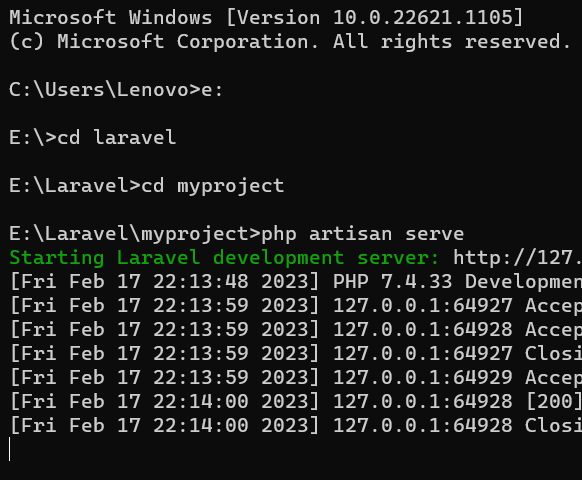 Microsoft Windows [Version 10.0.22621.1105]
(c) Microsoft Corporation. All rights reserved.
C:\Users\Lenovo>e:
E:\>cd laravel
E:\Laravel>cd myproject
E:\Laravel\myproject>php artisan serve
Starting Laravel development server: http://127.
[Fri Feb 17 22:13:48 2023] PHP 7.4.33 Developmen
[Fri Feb 17 22:13:59 2023] 127.0.0.1:64927 Accep
[Fri Feb 17 22:13:59 2023] 127.0.0.1:64928 Accep
[Fri Feb 17 22:13:59 2023] 127.0.0.1:64927 Closi
[Fri Feb 17 22:13:59 2023] 127.0.0.1:64929 Accep
[Fri Feb 17 22:14:00 2023] 127.0.0.1:64928 [200]
[Fri Feb 17 22:14:00 2023] 127.0.0.1:64928 Closi